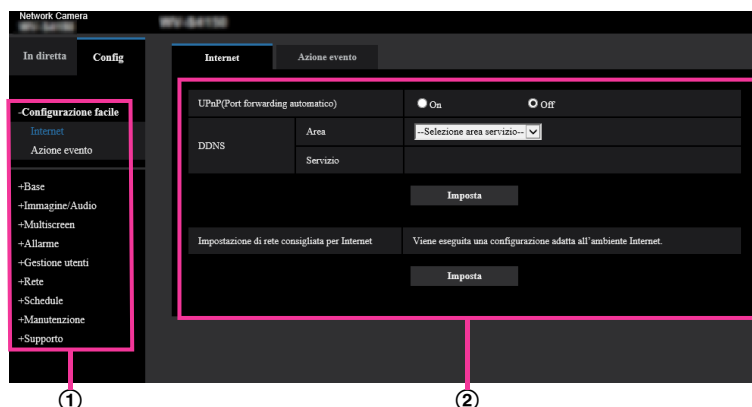 Network Camera
WV-S4150
In diretta
Config
Internet
Azione evento
-Configurazione facile
Internet
Azione evento
+Base
+Immagine/Audio
+Multiscreen
+Allarme
+Gestione utenti
+Rete
+Schedule
+Manutenzione
+Supporto
UPnP(Port forwarding automatico)
On
Off
DDNS
Area
--Selezione area servizio--
Servizio
Imposta
Impostazione di rete consigliata per Internet
Viene eseguita una configurazione adatta all'ambiente Internet.
Imposta
①
②